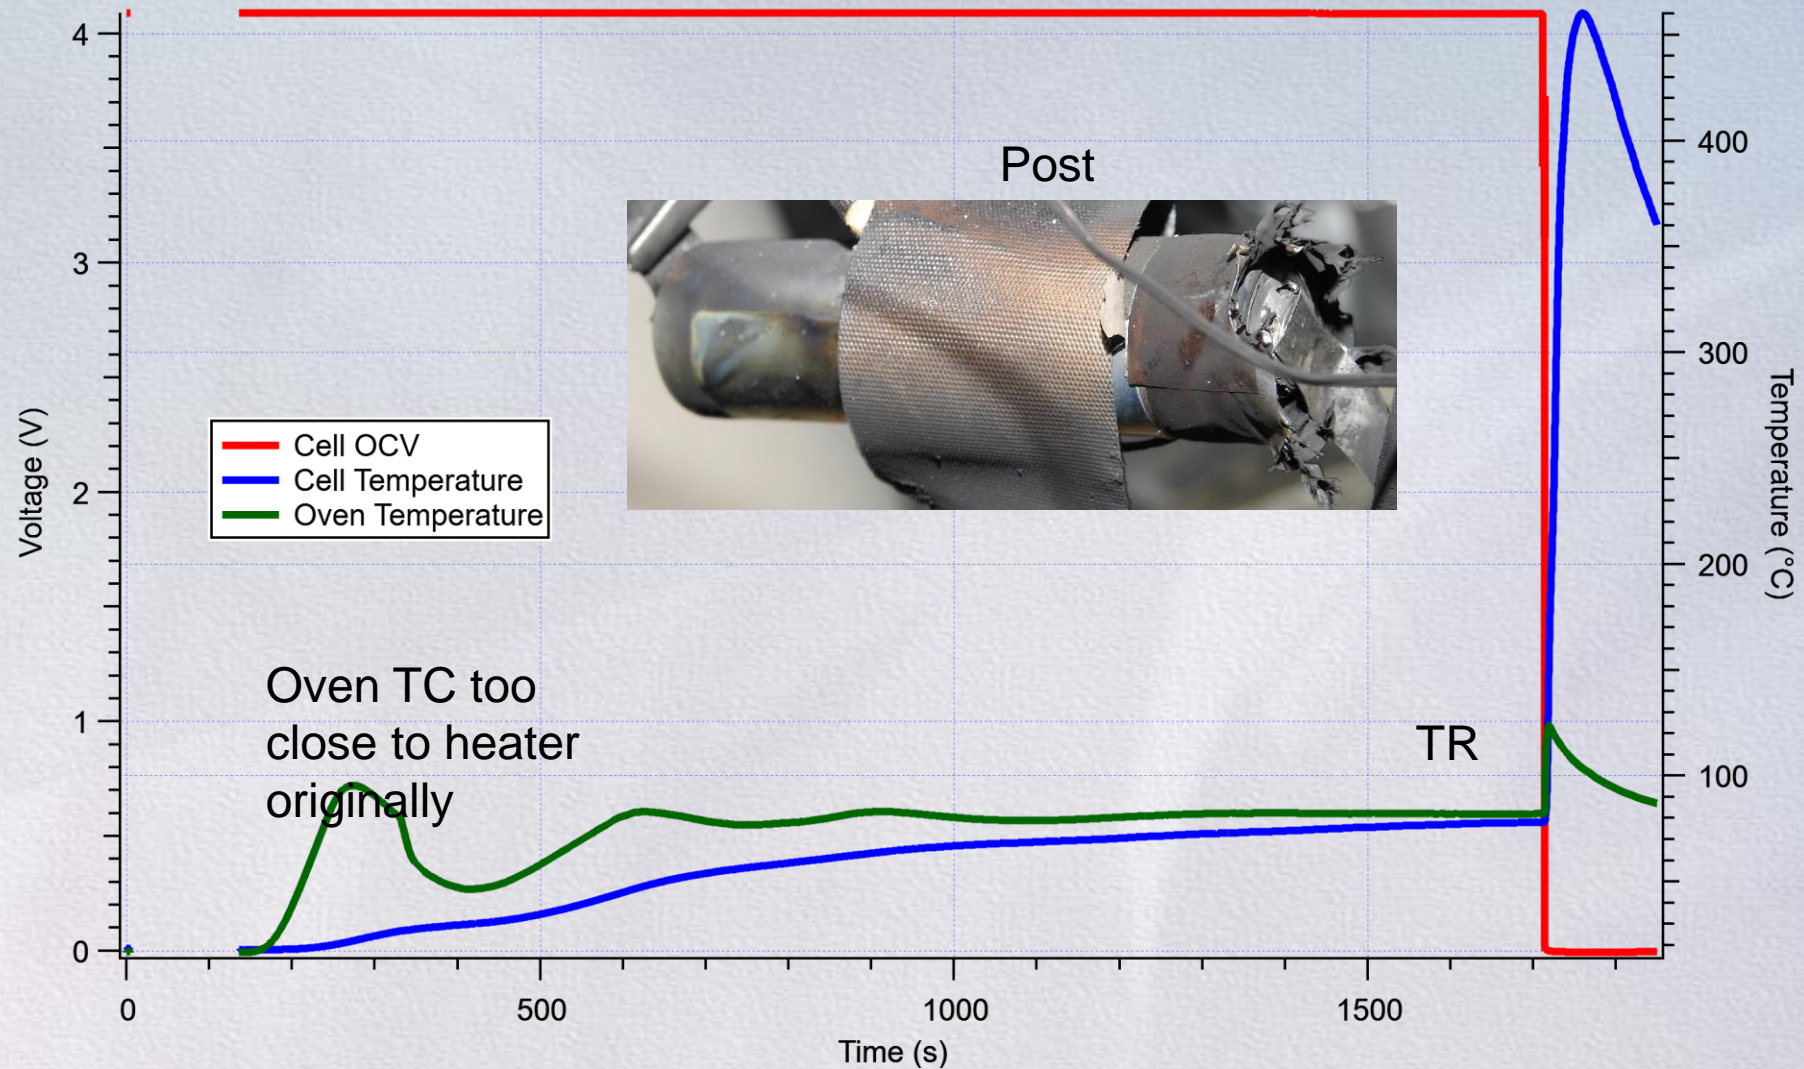 4
3
2
1
0
Voltage (V)
Post
Cell OCV
Cell Temperature
Oven Temperature
Oven TC too
close to heater
originally
TR
400
300
200
100
Temperature (°C)
0
500
1000
1500
Time (s)